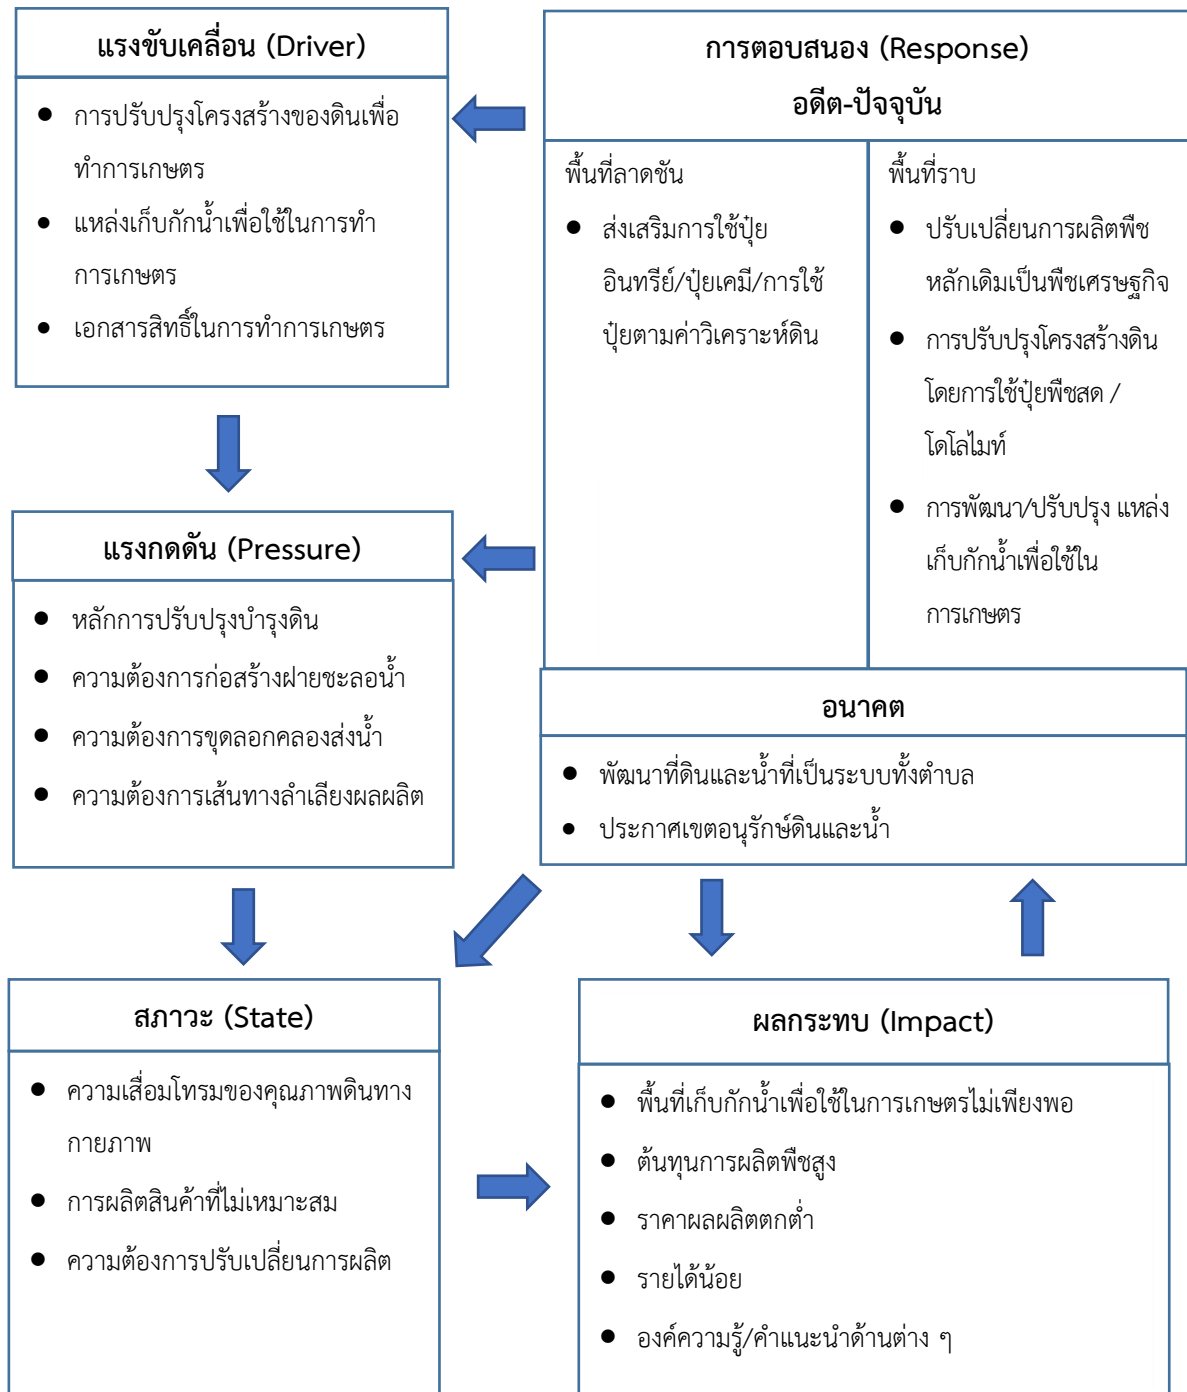 แรงขับเคลื่อน (Driver)
● การปรับปรุงโครงสร้างของดินเพื่อ
ทำการเกษตร
● แหล่งเก็บกักน้ำเพื่อใช้ในการทำ
การเกษตร
● เอกสารสิทธิ์ในการทำการเกษตร
การตอบสนอง (Response)
อดีต-ปัจจุบัน
พื้นที่ลาดชัน
● ส่งเสริมการใช้ปุ๋ย
อินทรีย์/ปุ๋ยเคมี/การใช้
ปุ๋ยตามค่าวิเคราะห์ดิน
พื้นที่ราบ
● ปรับเปลี่ยนการผลิตพืช
หลักเดิมเป็นพืชเศรษฐกิจ
● การปรับปรุงโครงสร้างดิน
โดยการใช้ปุ๋ยพืชสด /
โดโลไมท์
● การพัฒนา/ปรับปรุง แหล่ง
เก็บกักน้ำเพื่อใช้ใน
การเกษตร
แรงกดดัน (Pressure)
● หลักการปรับปรุงบำรุงดิน
● ความต้องการก่อสร้างฝายชะลอน้ำ
● ความต้องการขุดลอกคลองส่งน้ำ
● ความต้องการเส้นทางลำเลียงผลผลิต
อนาคต
● พัฒนาที่ดินและน้ำที่เป็นระบบทั้งตำบล
● ประกาศเขตอนุรักษ์ดินและน้ำ
สภาวะ (State)
● ความเสื่อมโทรมของคุณภาพดินทาง
กายภาพ
● การผลิตสินค้าที่ไม่เหมาะสม
● ความต้องการปรับเปลี่ยนการผลิต
ผลกระทบ (Impact)
● พื้นที่เก็บกักน้ำเพื่อใช้ในการเกษตรไม่เพียงพอ
● ต้นทุนการผลิตพืชสูง
● ราคาผลผลิตตกต่ำ
● รายได้น้อย
● องค์ความรู้/คำแนะนำด้านต่าง ๆ